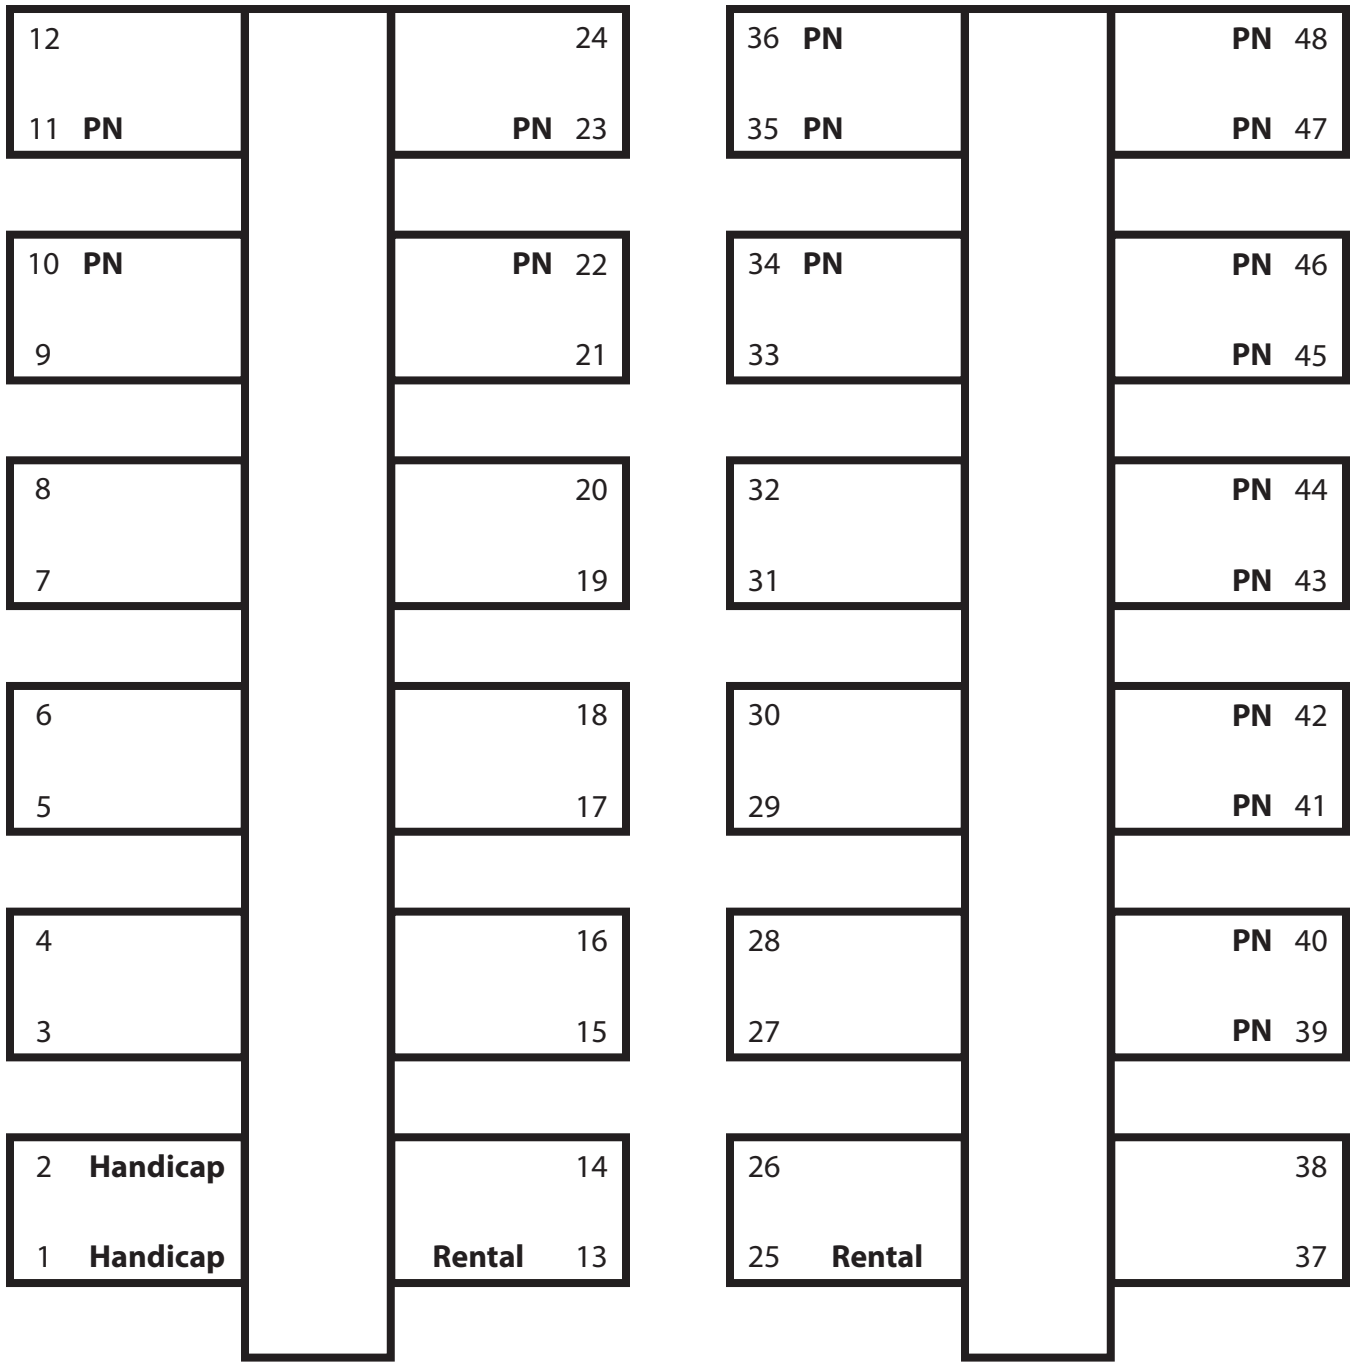 12 24 36 PN PN 48
11 PN PN 23 35 PN PN 47
10 PN PN 22 34 PN PN 46
9 21 33 PN 45
8 20 32 PN 44
7 19 31 PN 43
6 18 30 PN 42
5 17 29 PN 41
4 16 28 PN 40
3 15 27 PN 39
2 Handicap 14 26 38
1 Handicap Rental 13 25 Rental 37